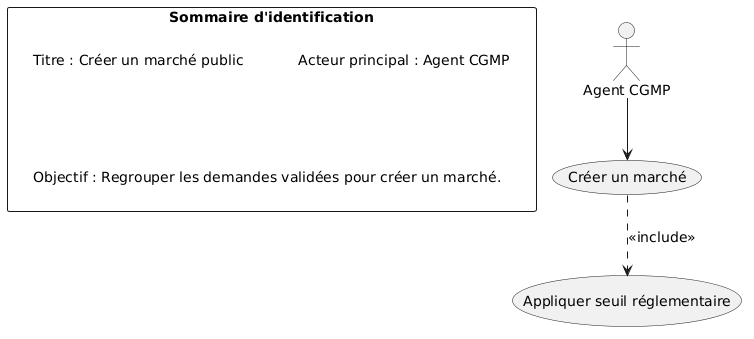 Sommaire d'identification
Titre : Créer un marché public
Acteur principal : Agent CGMP
Objectif : Regrouper les demandes validées pour créer un marché.
Agent CGMP
Créer un marché
«include»
Appliquer seuil réglementaire